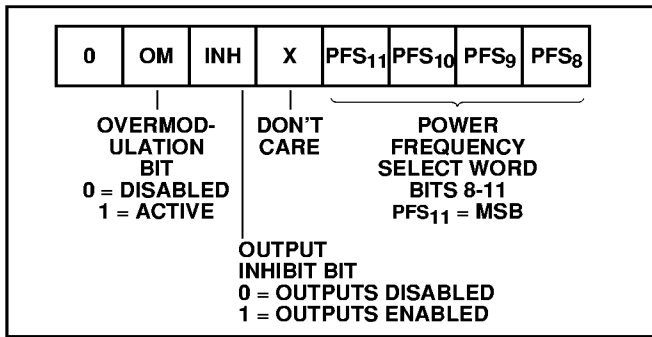 0 OM INH X PFS11 PFS10 PFS9 PFS8
OVERMOD-
ULATION
BIT
0 = DISABLED
1 = ACTIVE
DON'T
CARE
POWER
FREQUENCY
SELECT WORD
BITS 8-11
PFS11 = MSB
OUTPUT
INHIBIT BIT
0 = OUTPUTS DISABLED
1 = OUTPUTS ENABLED